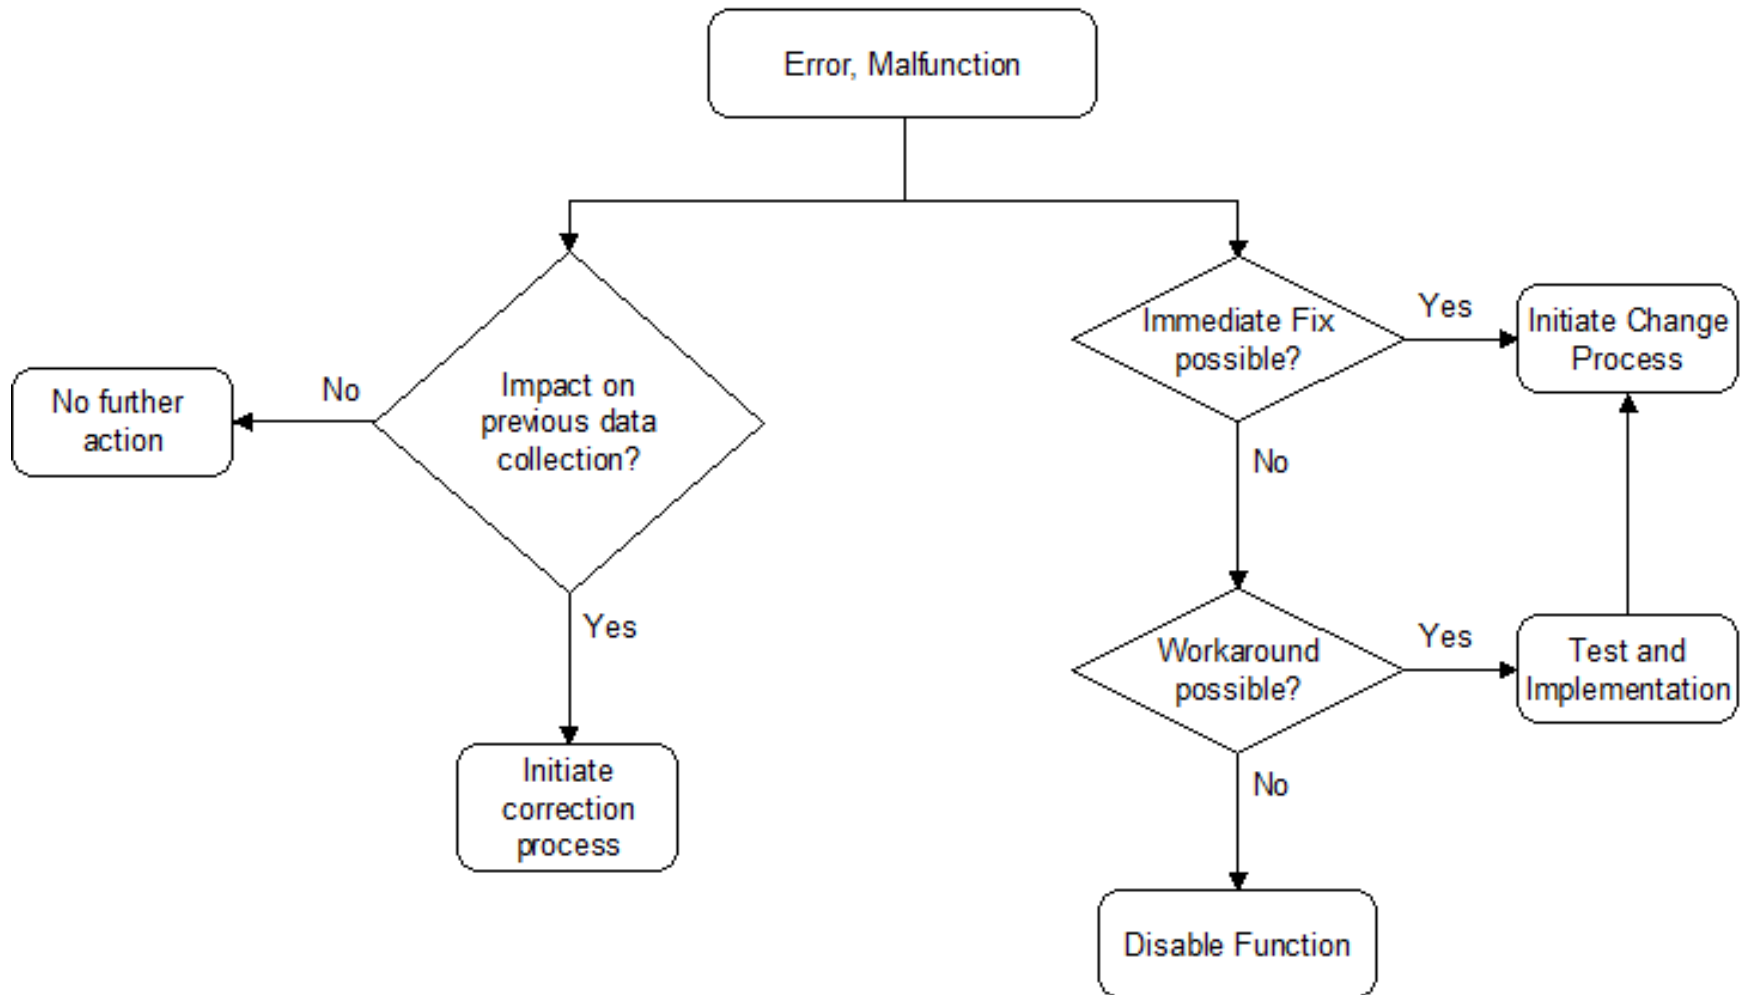 Error, Malfunction
Immediate Fix
possible?
Yes
Initiate Change
Process
No further
action
No
Impact on
previous data
collection?
No
Yes
Workaround
possible?
Yes
Test and
Implementation
Initiate
correction
process
No
Disable Function